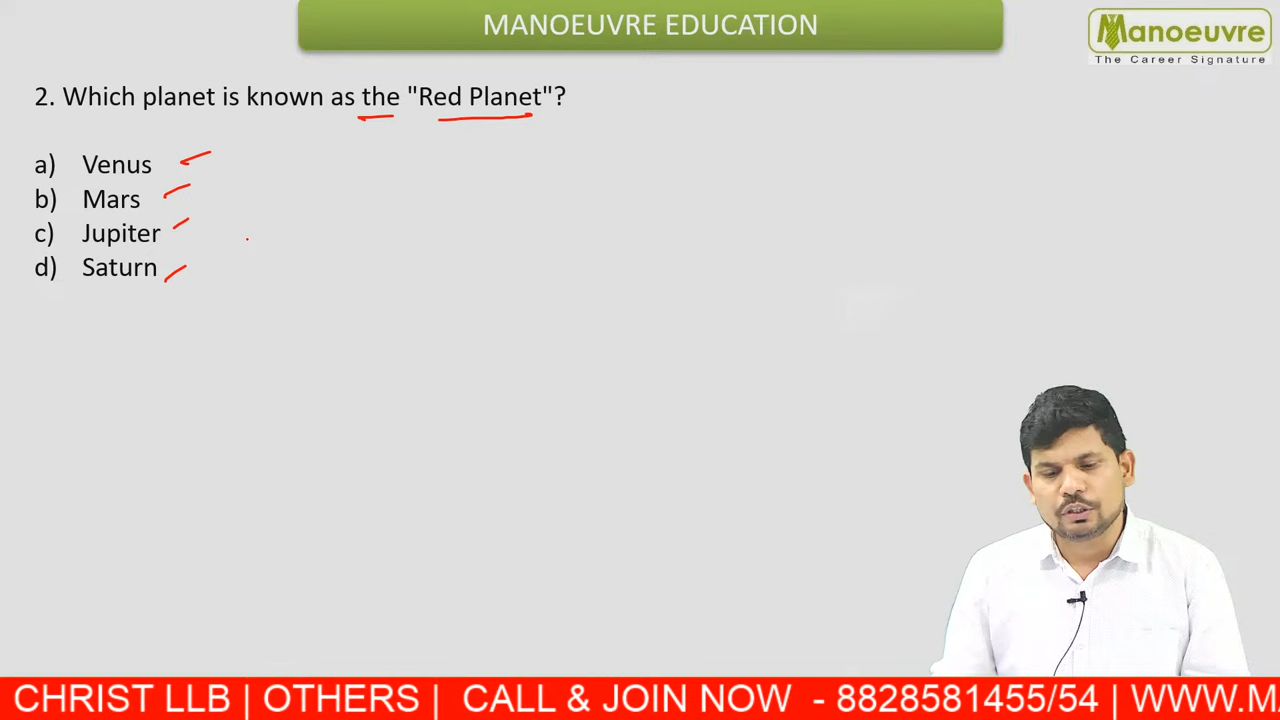 MANOEUVRE EDUCATION
Manoeuvre
The Career Signature
2. Which planet is known as the "Red Planet"?
a) Venus
b) Mars
c) Jupiter
d) Saturn
CHRIST LLB | OTHERS | CALL & JOIN NOW - 8828581455/54 | WWW.MA